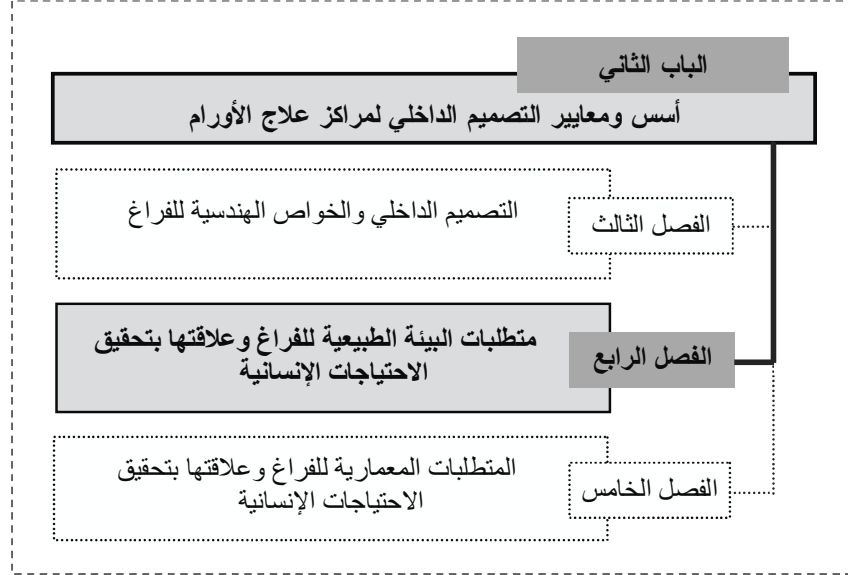 الباب الثاني
أسس ومعايير التصميم الداخلي لمراكز علاج الأورام
الفصل الثالث
التصميم الداخلي والخواص الهندسية للفراغ
الفصل الرابع
متطلبات البيئة الطبيعية للفراغ وعلاقتها بتحقيق
الاحتياجات الإنسانية
الفصل الخامس
المتطلبات المعمارية للفراغ وعلاقتها بتحقيق
الاحتياجات الإنسانية